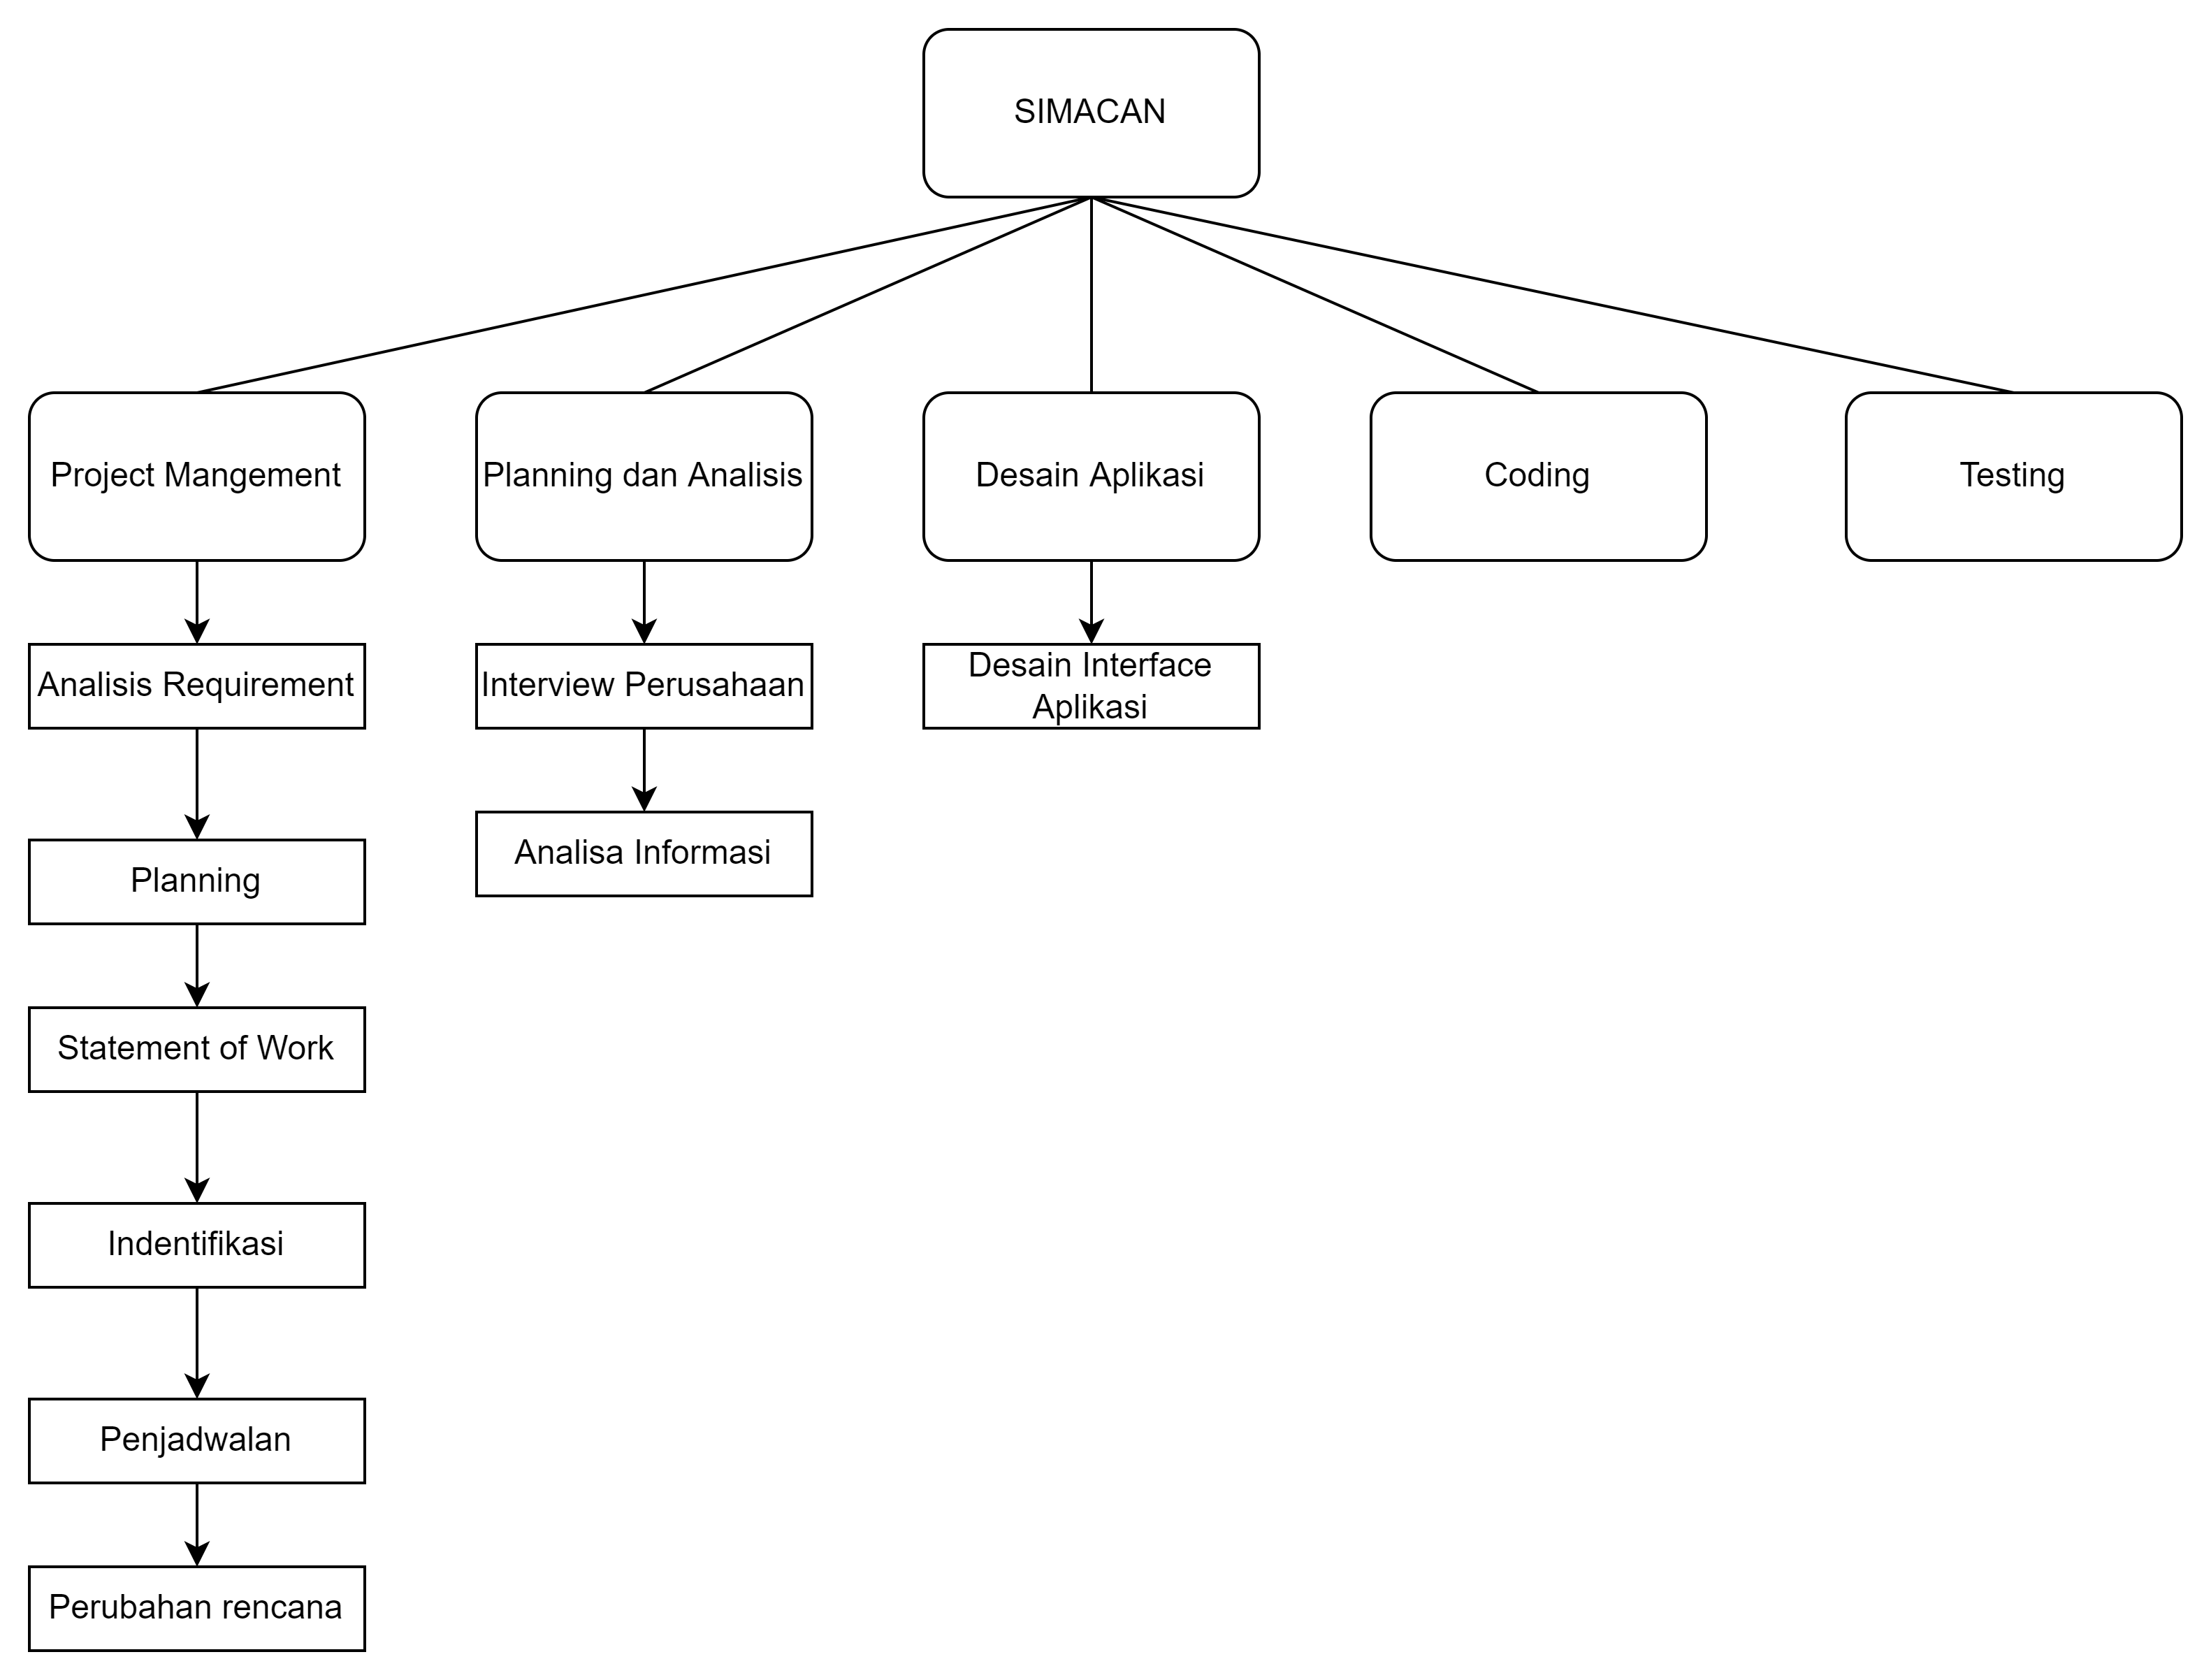 SIMACAN
Project Mangement
Planning dan Analisis
Desain Aplikasi
Coding
Testing
Analisis Requirement
Interview Perusahaan
Desain Interface
Aplikasi
Planning
Analisa Informasi
Statement of Work
Indentifikasi
Penjadwalan
Perubahan rencana